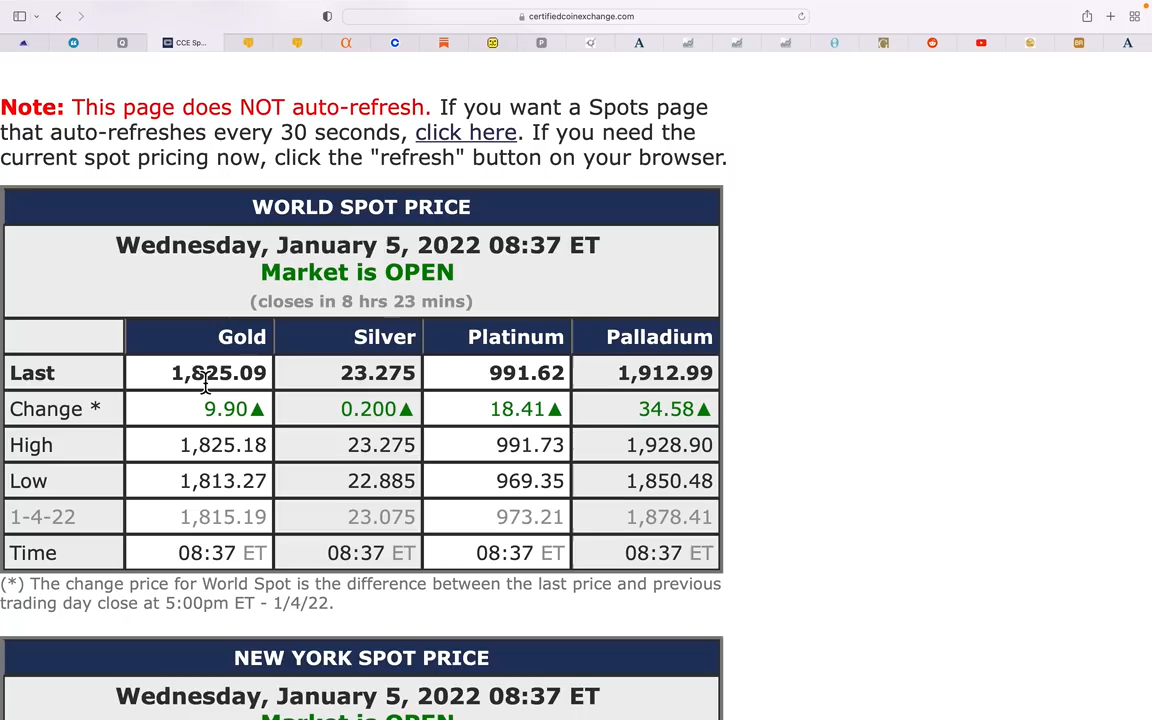 certifiedcoinexchange.com
CCE Sp...
Note: This page does NOT auto-refresh. If you want a Spots page
that auto-refreshes every 30 seconds, click here. If you need the
current spot pricing now, click the "refresh" button on your browser.
WORLD SPOT PRICE
Wednesday, January 5, 2022 08:37 ET
Market is OPEN
(closes in 8 hrs 23 mins)
Gold Silver Platinum Palladium
Last 1,825.09 23.275 991.62 1,912.99
Change * 9.90▲ 0.200▲ 18.41▲ 34.58▲
High 1,825.18 23.275 991.73 1,928.90
Low 1,813.27 22.885 969.35 1,850.48
1-4-22 1,815.19 23.075 973.21 1,878.41
Time 08:37 ET 08:37 ET 08:37 ET 08:37 ET
(*) The change price for World Spot is the difference between the last price and previous
trading day close at 5:00pm ET - 1/4/22.
NEW YORK SPOT PRICE
Wednesday, January 5, 2022 08:37 ET
Market is OPEN